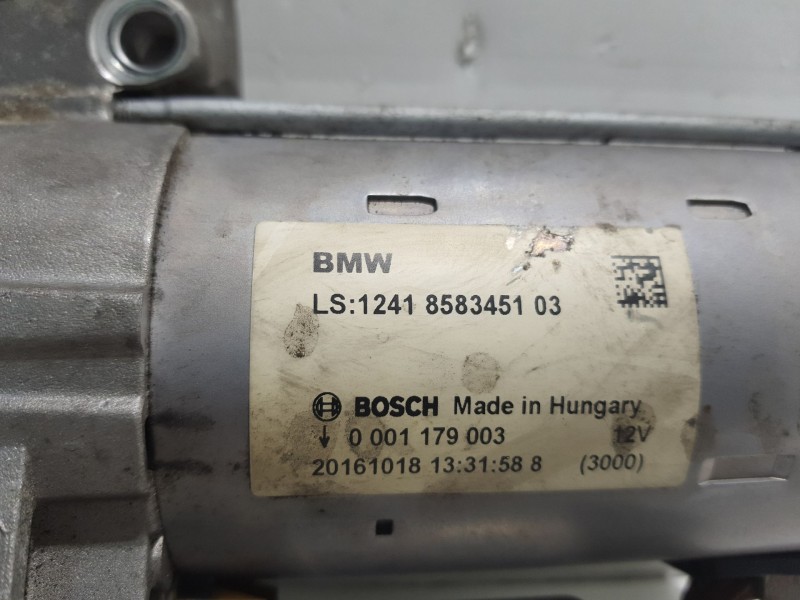 BMW
LS:1241 8583451 03
BOSCH Made in Hungary
↓ 0 001 179 003 12V
20161018 13:31:58 8 (3000)